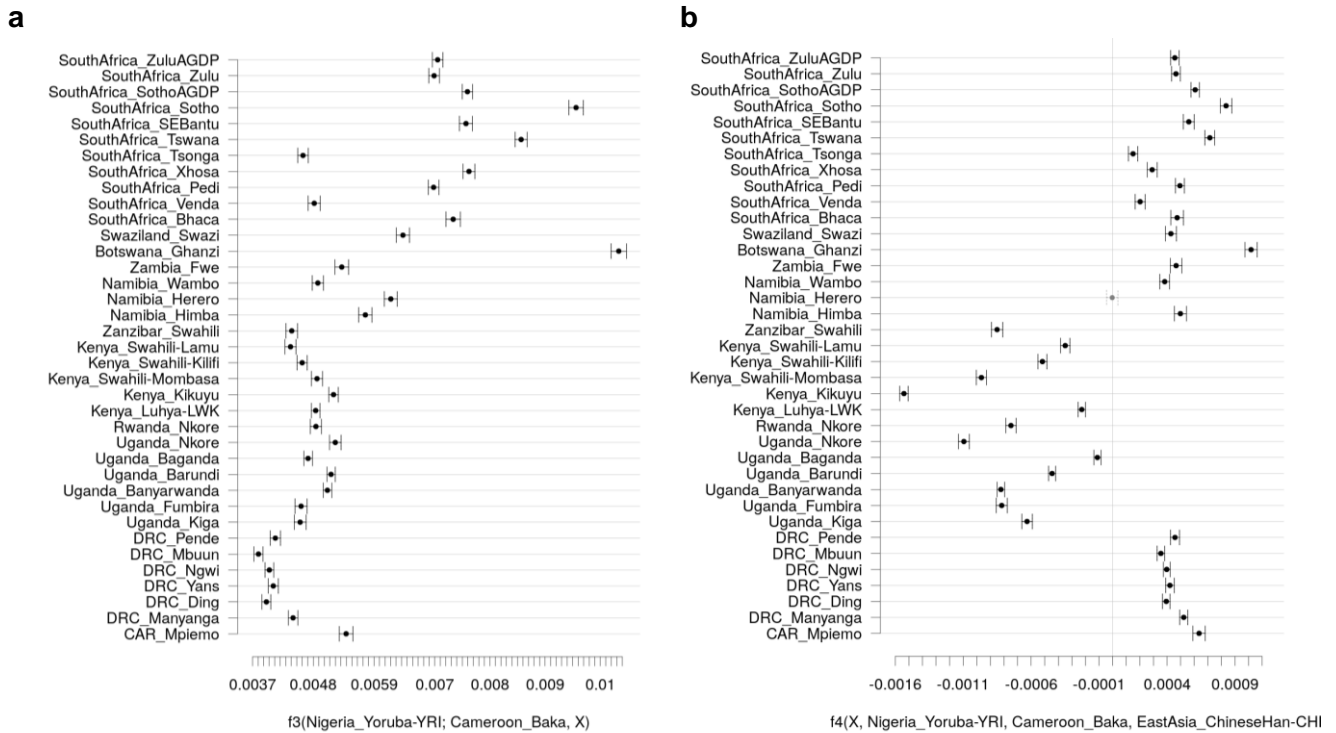 a
SouthAfrica_ZuluAGDP
SouthAfrica_Zulu
SouthAfrica_SothoAGDP
SouthAfrica_Sotho
SouthAfrica_SEBantu
SouthAfrica_Tswana
SouthAfrica_Tsonga
SouthAfrica_Xhosa
SouthAfrica_Pedi
SouthAfrica_Venda
SouthAfrica_Bhaca
Swaziland_Swazi
Botswana_Ghanzi
Zambia_Fwe
Namibia_Wambo
Namibia_Herero
Namibia_Himba
Zanzibar_Swahili
Kenya_Swahili-Lamu
Kenya_Swahili-Kilifi
Kenya_Swahili-Mombasa
Kenya_Kikuyu
Kenya_Luhya-LWK
Rwanda_Nkore
Uganda_Nkore
Uganda_Baganda
Uganda_Barundi
Uganda_Banyarwanda
Uganda_Fumbira
Uganda_Kiga
DRC_Pende
DRC_Mbuun
DRC_Ngwi
DRC_Yans
DRC_Ding
DRC_Manyanga
CAR_Mpiemo
0.0037 0.0048 0.0059 0.007 0.008 0.009 0.01
f3(Nigeria_Yoruba-YRI; Cameroon_Baka, X)
b
SouthAfrica_ZuluAGDP
SouthAfrica_Zulu
SouthAfrica_SothoAGDP
SouthAfrica_Sotho
SouthAfrica_SEBantu
SouthAfrica_Tswana
SouthAfrica_Tsonga
SouthAfrica_Xhosa
SouthAfrica_Pedi
SouthAfrica_Venda
SouthAfrica_Bhaca
Swaziland_Swazi
Botswana_Ghanzi
Zambia_Fwe
Namibia_Wambo
Namibia_Herero
Namibia_Himba
Zanzibar_Swahili
Kenya_Swahili-Lamu
Kenya_Swahili-Kilifi
Kenya_Swahili-Mombasa
Kenya_Kikuyu
Kenya_Luhya-LWK
Rwanda_Nkore
Uganda_Nkore
Uganda_Baganda
Uganda_Barundi
Uganda_Banyarwanda
Uganda_Fumbira
Uganda_Kiga
DRC_Pende
DRC_Mbuun
DRC_Ngwi
DRC_Yans
DRC_Ding
DRC_Manyanga
CAR_Mpiemo
-0.0016 -0.0011 -0.0006 -0.0001 0.0004 0.0009
f4(X, Nigeria_Yoruba-YRI, Cameroon_Baka, EastAsia_ChineseHan-CHI